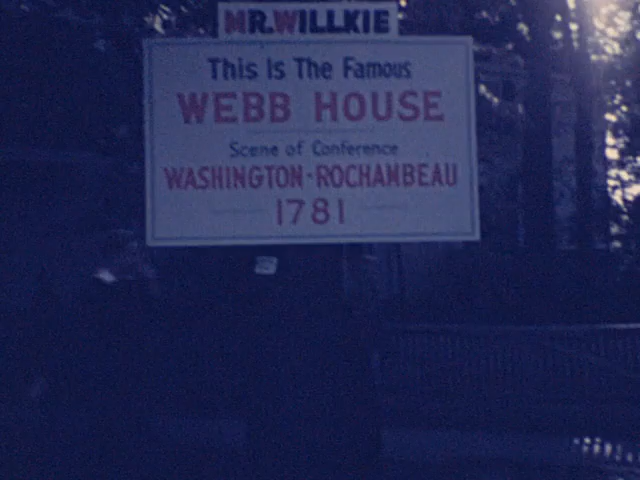 MR. WILLKIE
This Is The Famous
WEBB HOUSE
Scene of Conference
WASHINGTON-ROCHAMBEAU
1781